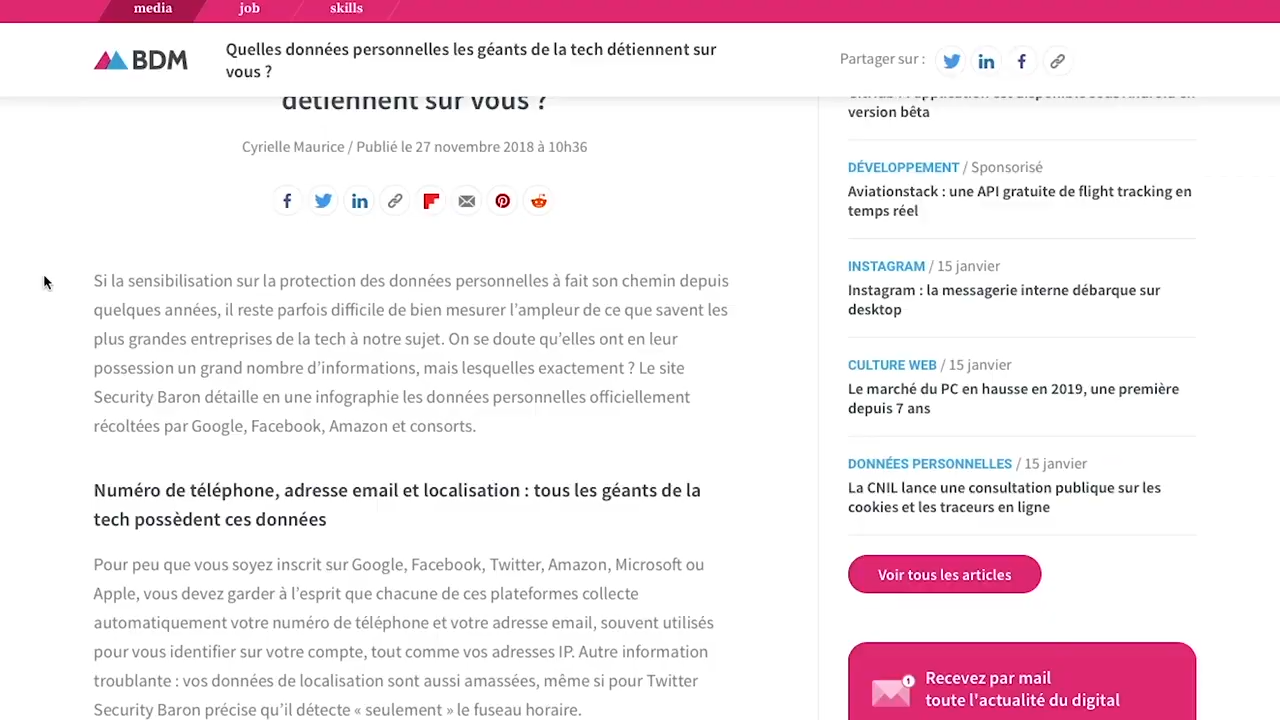 media
job
skills
BDM
Quelles données personnelles les géants de la tech détiennent sur
vous ?
Partager sur :
détiennent sur vous ?
Cyrielle Maurice / Publié le 27 novembre 2018 à 10h36
Si la sensibilisation sur la protection des données personnelles à fait son chemin depuis
quelques années, il reste parfois difficile de bien mesurer l'ampleur de ce que savent les
plus grandes entreprises de la tech à notre sujet. On se doute qu'elles ont en leur
possession un grand nombre d'informations, mais lesquelles exactement ? Le site
Security Baron détaille en une infographie les données personnelles officiellement
récoltées par Google, Facebook, Amazon et consorts.
Numéro de téléphone, adresse email et localisation : tous les géants de la
tech possèdent ces données
Pour peu que vous soyez inscrit sur Google, Facebook, Twitter, Amazon, Microsoft ou
Apple, vous devez garder à l'esprit que chacune de ces plateformes collecte
automatiquement votre numéro de téléphone et votre adresse email, souvent utilisés
pour vous identifier sur votre compte, tout comme vos adresses IP. Autre information
troublante : vos données de localisation sont aussi amassées, même si pour Twitter
Security Baron précise qu'il détecte « seulement » le fuseau horaire.
version bêta
DÉVELOPPEMENT / Sponsorisé
Aviationstack : une API gratuite de flight tracking en
temps réel
INSTAGRAM / 15 janvier
Instagram : la messagerie interne débarque sur
desktop
CULTURE WEB / 15 janvier
Le marché du PC en hausse en 2019, une première
depuis 7 ans
DONNÉES PERSONNELLES / 15 janvier
La CNIL lance une consultation publique sur les
cookies et les traceurs en ligne
Voir tous les articles
1
Recevez par mail
toute l'actualité du digital